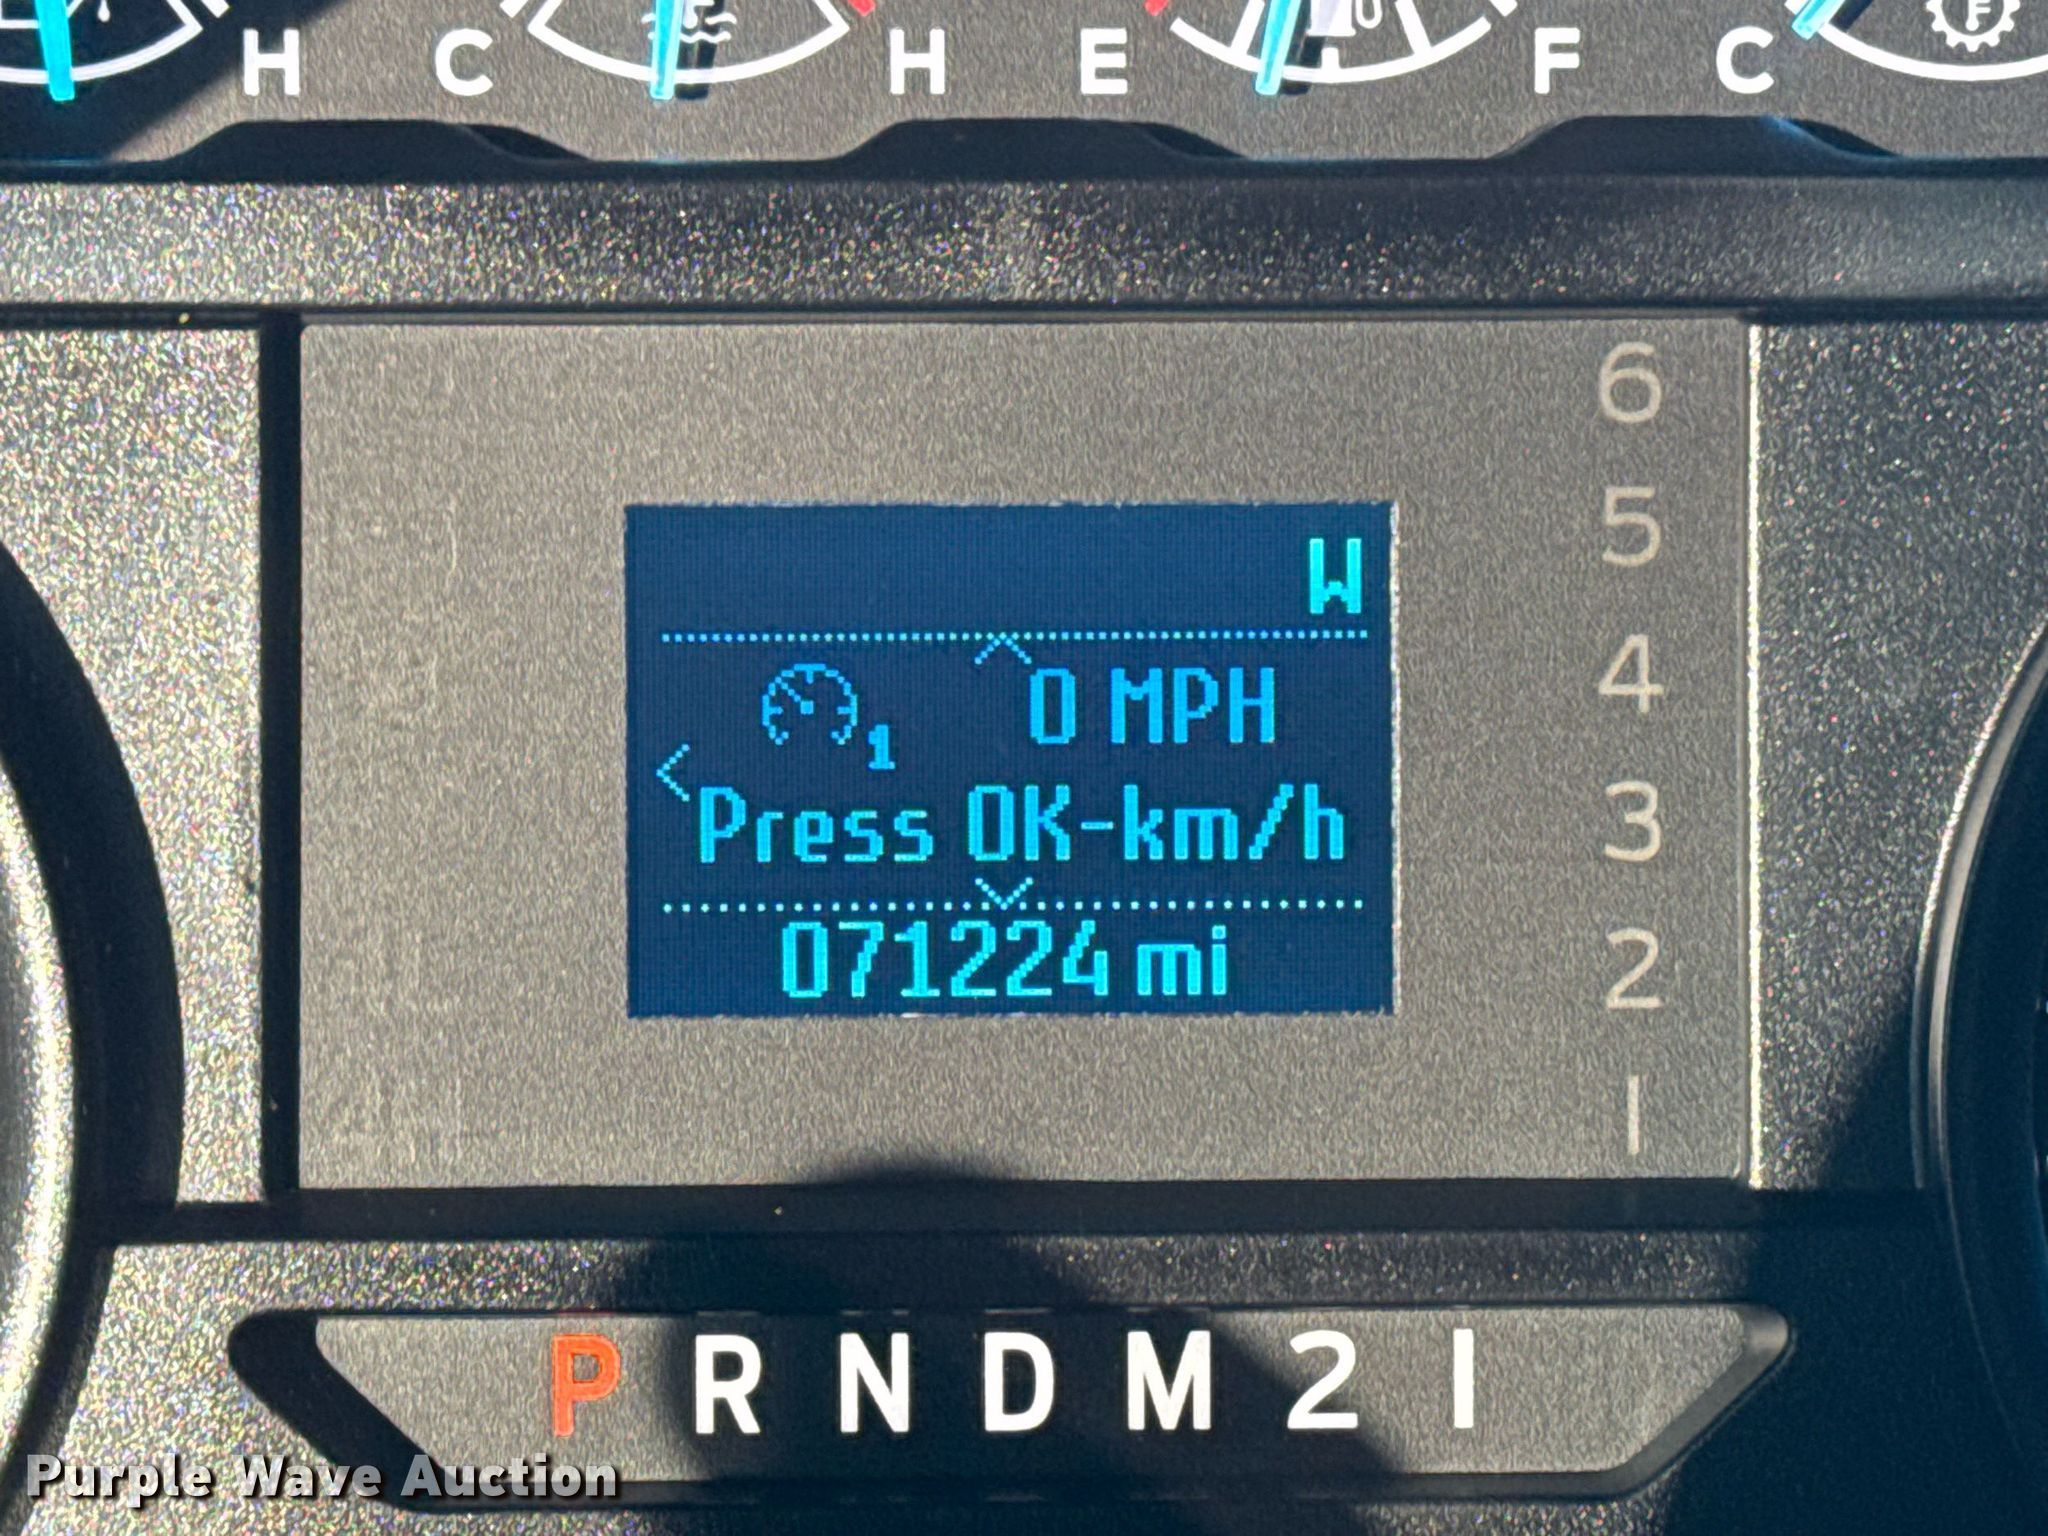 H C H E F C
F
6
5
4
3
2
1
W
1 0 MPH
Press OK-km/h
071224 mi
P R N D M 2 1
Purple Wave Auction